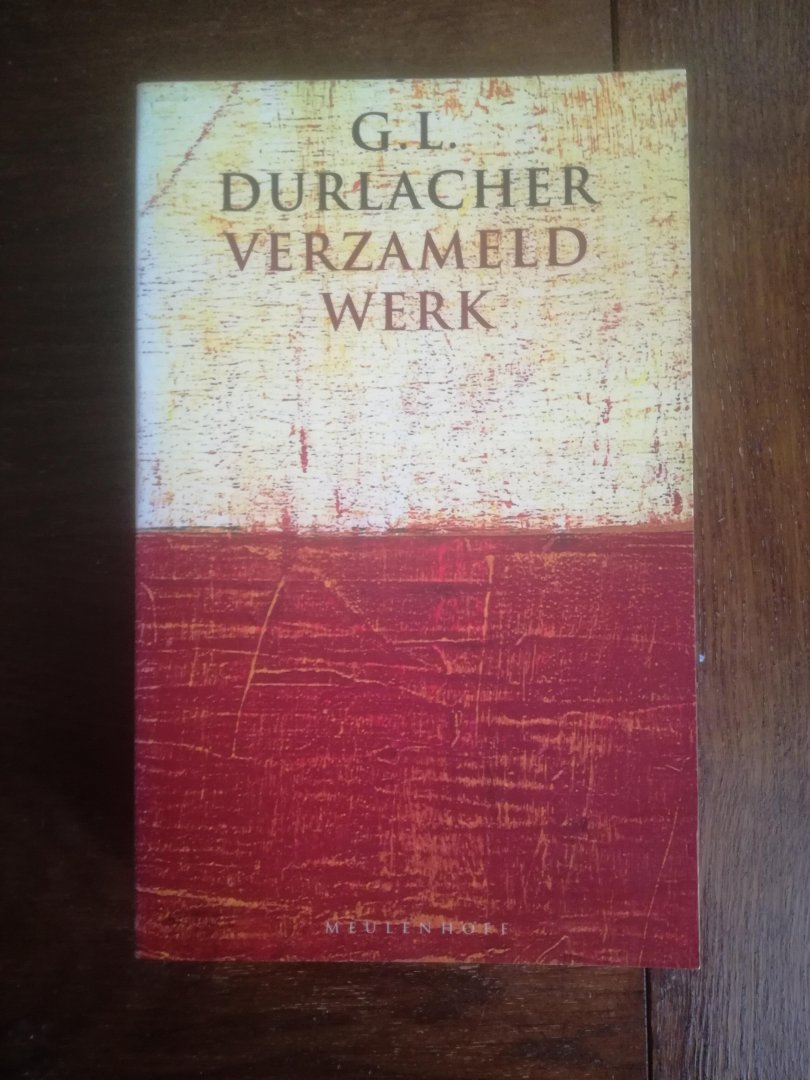 G.L.
DURLACHER
VERZAMELD
WERK
MEULENHOFF